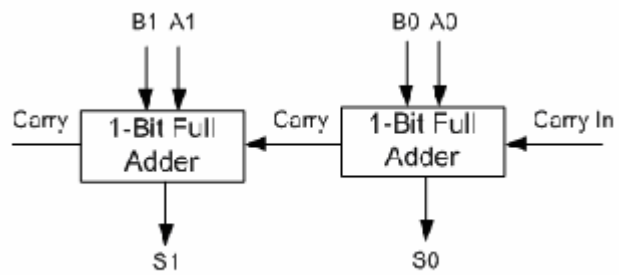 B1 A1
B0 A0
Carry
1-Bit Full
Adder
Carry
1-Bit Full
Adder
Carry In
S1
S0